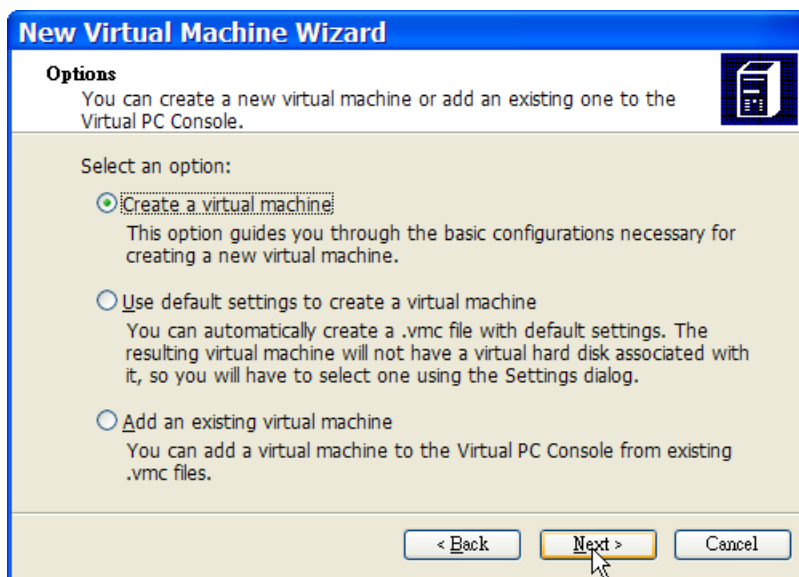 New Virtual Machine Wizard
Options
You can create a new virtual machine or add an existing one to the
Virtual PC Console.
Select an option:
Create a virtual machine
This option guides you through the basic configurations necessary for
creating a new virtual machine.
Use default settings to create a virtual machine
You can automatically create a .vmc file with default settings. The
resulting virtual machine will not have a virtual hard disk associated with
it, so you will have to select one using the Settings dialog.
Add an existing virtual machine
You can add a virtual machine to the Virtual PC Console from existing
.vmc files.
< Back Next > Cancel